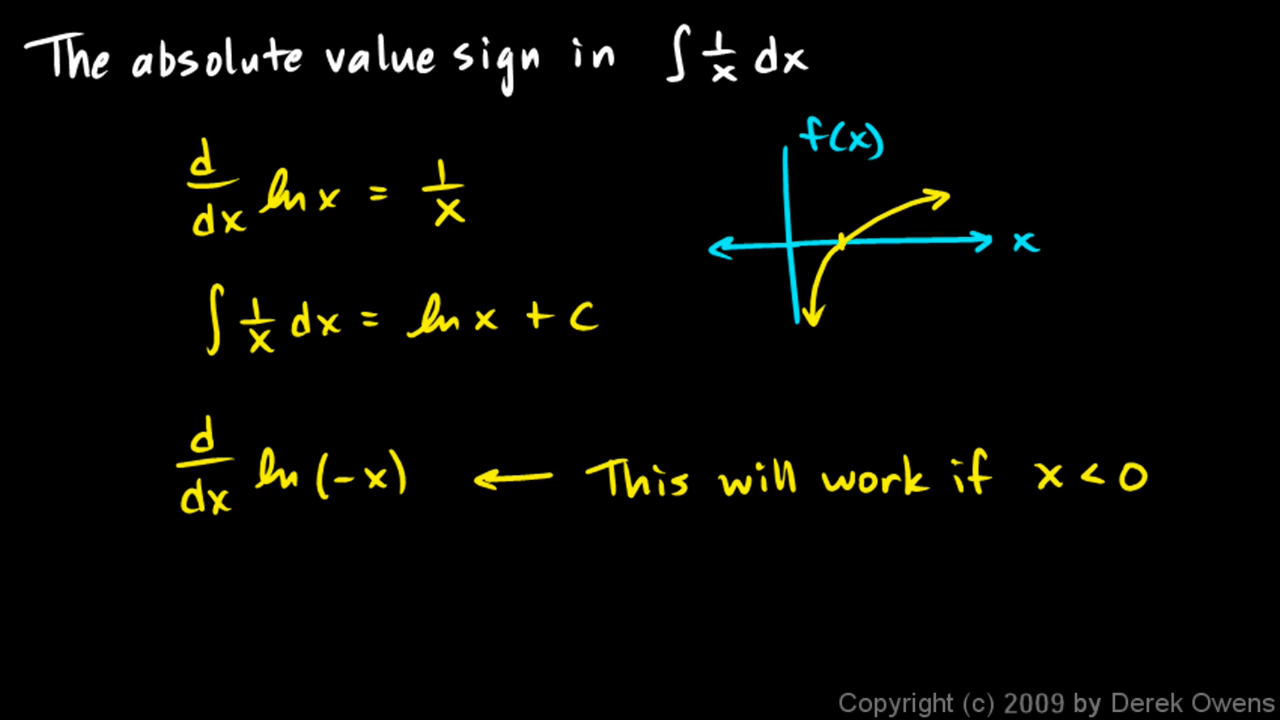 The absolute value sign in ∫ 1/x dx
f(x)
d/dx ln x = 1/x
x
∫ 1/x dx = ln x + c
d/dx ln (-x) ← This will work if x < 0
Copyright (c) 2009 by Derek Owens